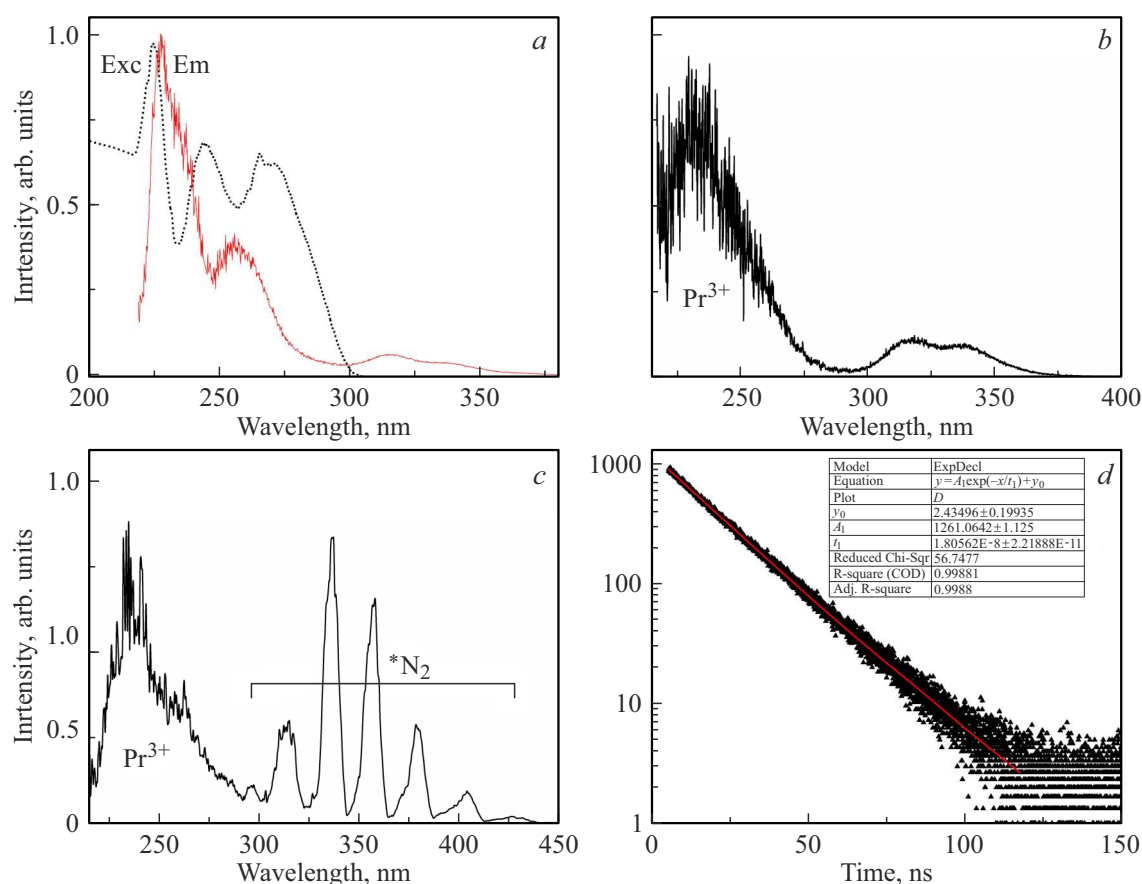 a
1.0
Exc
Em
0.5
0
200
250
300
350
Wavelength, nm
Inrtensity, arb. units
b
Pr3+
250
300
350
400
Wavelength, nm
c
1.0
1.0
0.5
0
*N2
Pr3+
250
300
350
400
450
Wavelength, nm
Inrtensity, arb. units
d
1000
100
10
1
Model ExpDecl
Equation y=A1exp(–x/t1)+y0
Plot D
y0 2.43496±0.19935
A1 1261.0642±1.125
t1 1.80562E-8±2.21888E-11
Reduced Chi-Sqr 56.7477
R-square (COD) 0.99881
Adj. R-square 0.9988
0
50
100
150
Time, ns